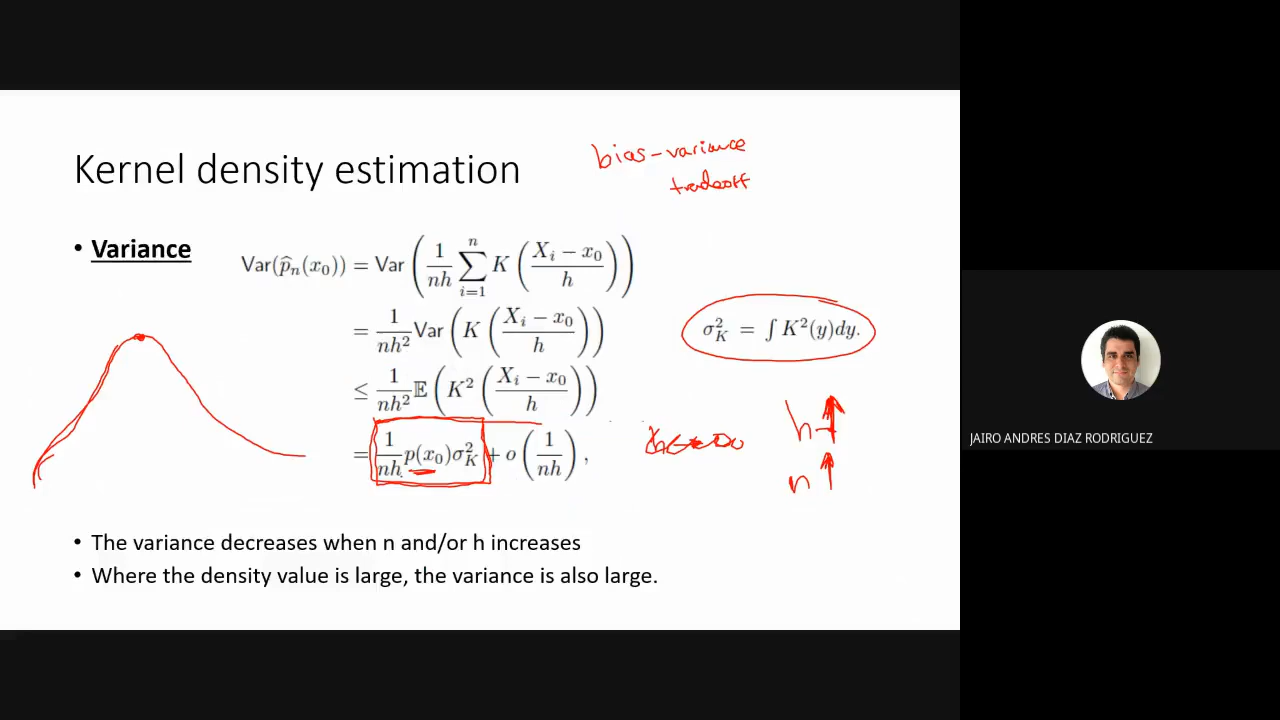 Kernel density estimation
bias-variance
tradeoff
• Variance
Var(p̂ₙ(x₀)) = Var ( 1/nh ∑ᵢ₌₁ⁿ K ( (Xᵢ − x₀)/h ) )
= 1/nh² Var ( K ( (Xᵢ − x₀)/h ) )
σ²_K = ∫ K²(y)dy.
≤ 1/nh² 𝔼 ( K² ( (Xᵢ − x₀)/h ) )
= 1/nh p(x₀)σ²_K + o ( 1/nh ),
h ↑
n ↑
• The variance decreases when n and/or h increases
• Where the density value is large, the variance is also large.
JAIRO ANDRES DIAZ RODRIGUEZ